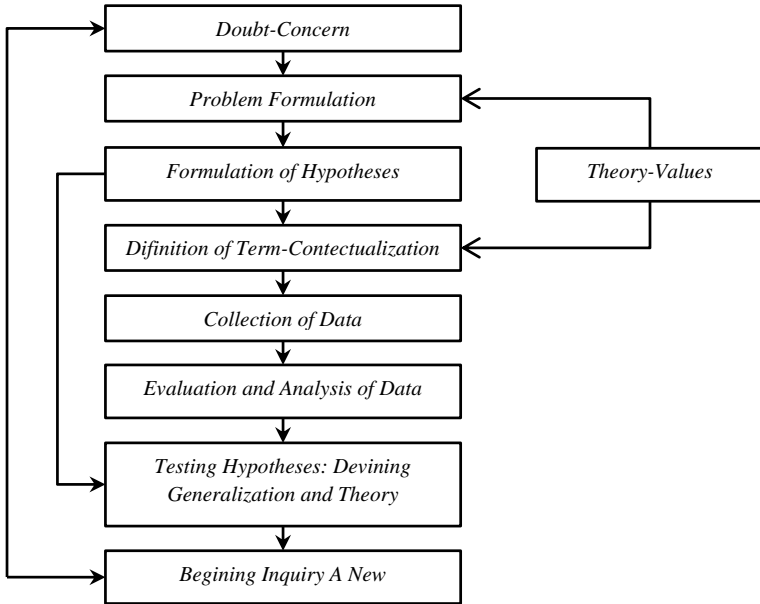 Doubt-Concern
Problem Formulation
Formulation of Hypotheses
Theory-Values
Difinition of Term-Contectualization
Collection of Data
Evaluation and Analysis of Data
Testing Hypotheses: Devining
Generalization and Theory
Begining Inquiry A New